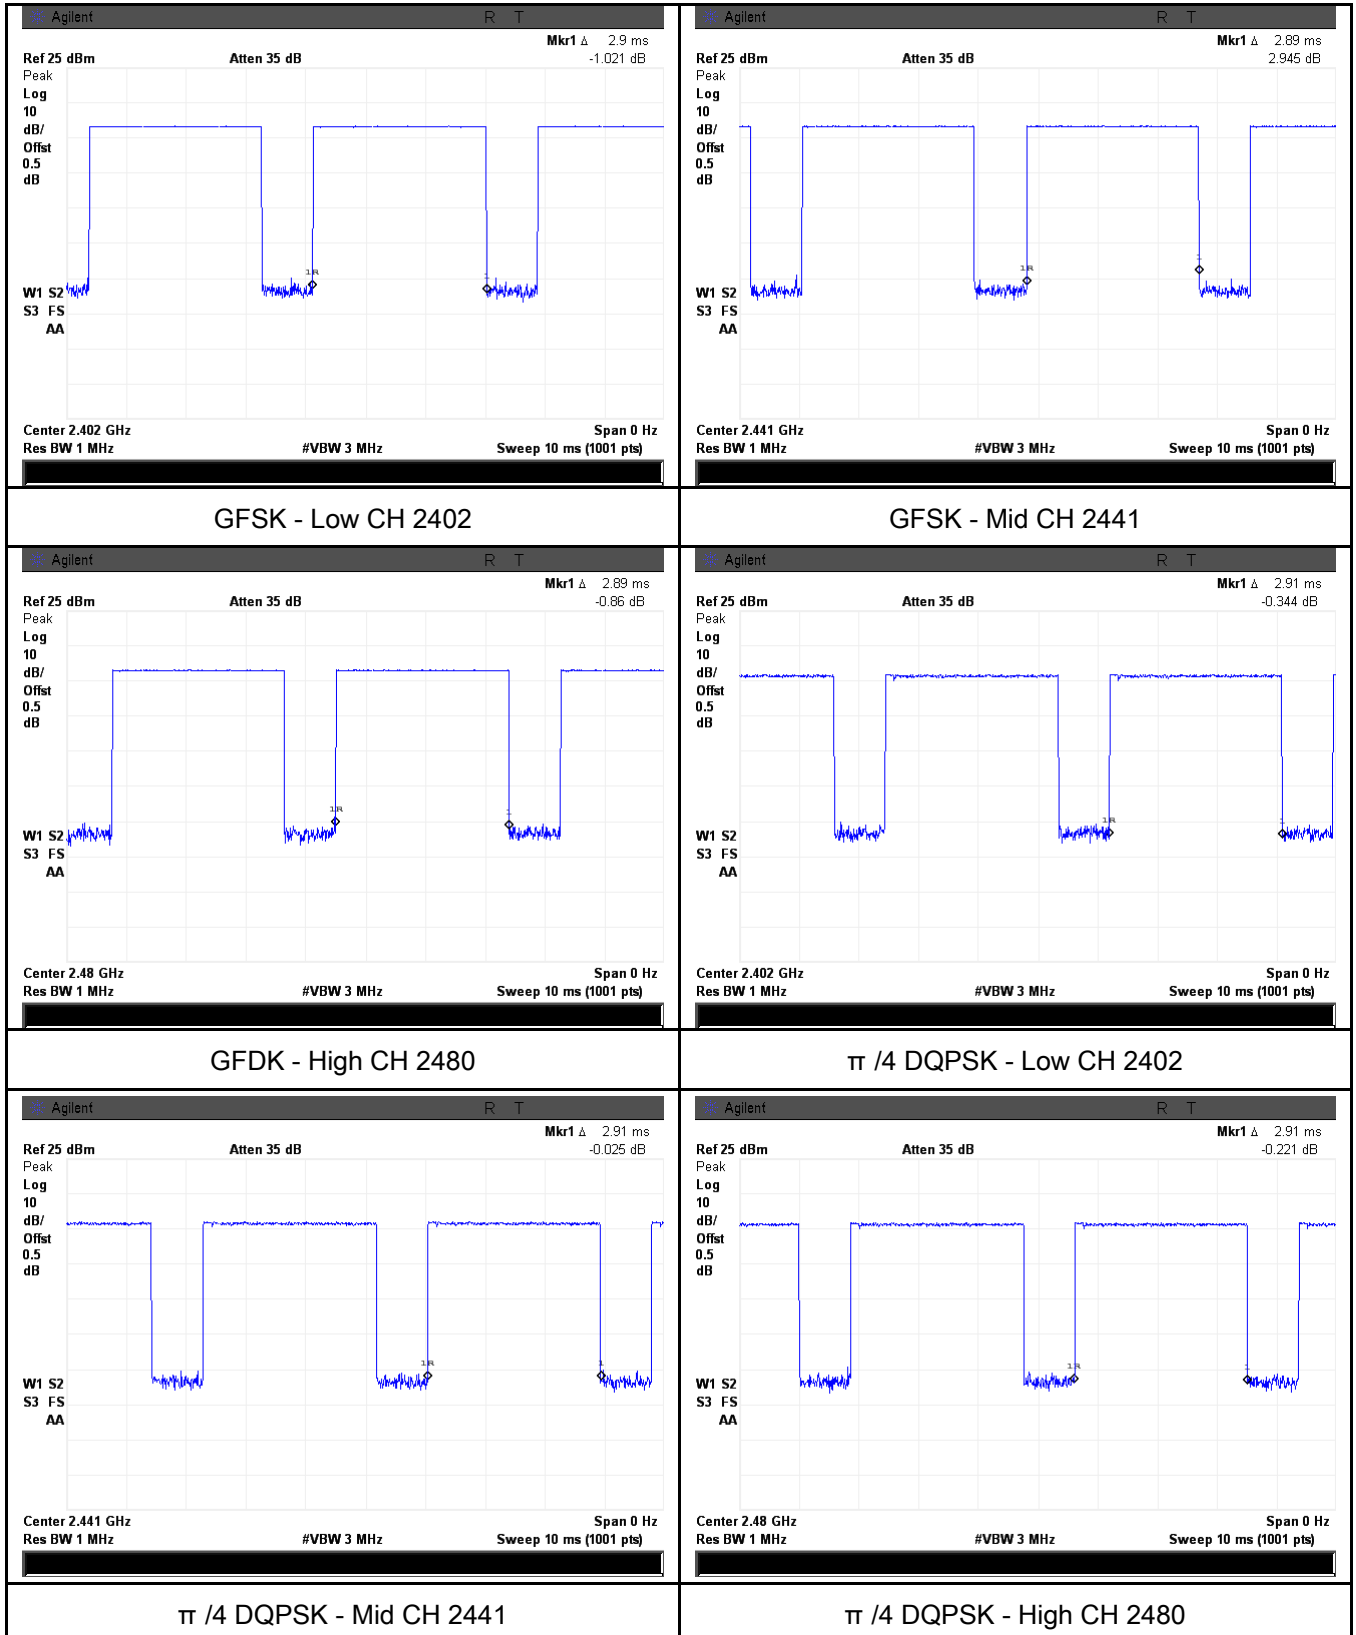 Agilent R T
Mkr1 Δ 2.9 ms
Ref 25 dBm Atten 35 dB -1.021 dB
Peak
Log
10
dB/
Offst
0.5
dB
1R
1
W1 S2
S3 FS
AA
Center 2.402 GHz Span 0 Hz
Res BW 1 MHz #VBW 3 MHz Sweep 10 ms (1001 pts)
GFSK - Low CH 2402
Agilent R T
Mkr1 Δ 2.89 ms
Ref 25 dBm Atten 35 dB 2.945 dB
Peak
Log
10
dB/
Offst
0.5
dB
1R
1
W1 S2
S3 FS
AA
Center 2.441 GHz Span 0 Hz
Res BW 1 MHz #VBW 3 MHz Sweep 10 ms (1001 pts)
GFSK - Mid CH 2441
Agilent R T
Mkr1 Δ 2.89 ms
Ref 25 dBm Atten 35 dB -0.86 dB
Peak
Log
10
dB/
Offst
0.5
dB
1R
1
W1 S2
S3 FS
AA
Center 2.48 GHz Span 0 Hz
Res BW 1 MHz #VBW 3 MHz Sweep 10 ms (1001 pts)
GFDK - High CH 2480
Agilent R T
Mkr1 Δ 2.91 ms
Ref 25 dBm Atten 35 dB -0.344 dB
Peak
Log
10
dB/
Offst
0.5
dB
1R
1
W1 S2
S3 FS
AA
Center 2.402 GHz Span 0 Hz
Res BW 1 MHz #VBW 3 MHz Sweep 10 ms (1001 pts)
π /4 DQPSK - Low CH 2402
Agilent R T
Mkr1 Δ 2.91 ms
Ref 25 dBm Atten 35 dB -0.025 dB
Peak
Log
10
dB/
Offst
0.5
dB
1R
1
W1 S2
S3 FS
AA
Center 2.441 GHz Span 0 Hz
Res BW 1 MHz #VBW 3 MHz Sweep 10 ms (1001 pts)
π /4 DQPSK - Mid CH 2441
Agilent R T
Mkr1 Δ 2.91 ms
Ref 25 dBm Atten 35 dB -0.221 dB
Peak
Log
10
dB/
Offst
0.5
dB
1R
1
W1 S2
S3 FS
AA
Center 2.48 GHz Span 0 Hz
Res BW 1 MHz #VBW 3 MHz Sweep 10 ms (1001 pts)
π /4 DQPSK - High CH 2480